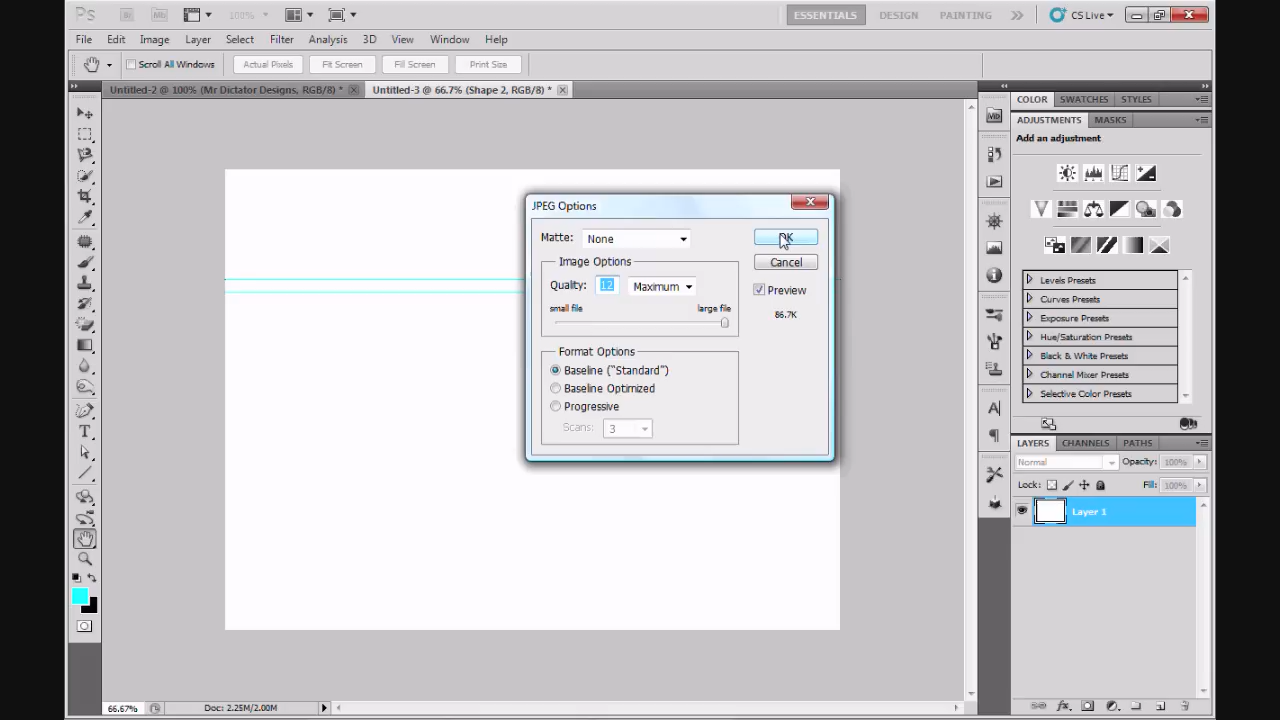 Ps Br Mb 100% ESSENTIALS DESIGN PAINTING CS Live
File Edit Image Layer Select Filter Analysis 3D View Window Help
Scroll All Windows Actual Pixels Fit Screen Fill Screen Print Size
Untitled-2 @ 100% (Mr Dictator Designs, RGB/8) * Untitled-3 @ 66.7% (Shape 2, RGB/8) *
COLOR SWATCHES STYLES
ADJUSTMENTS MASKS
Add an adjustment
JPEG Options
Matte: None OK
Cancel
Image Options
Quality: 12 Maximum
Preview
small file large file
86.7K
Format Options
Baseline ("Standard")
Baseline Optimized
Progressive
Scans: 3
Levels Presets
Curves Presets
Exposure Presets
Hue/Saturation Presets
Black & White Presets
Channel Mixer Presets
Selective Color Presets
LAYERS CHANNELS PATHS
Normal Opacity: 100%
Lock: Fill: 100%
Layer 1
66.67% Doc: 2.25M/2.00M